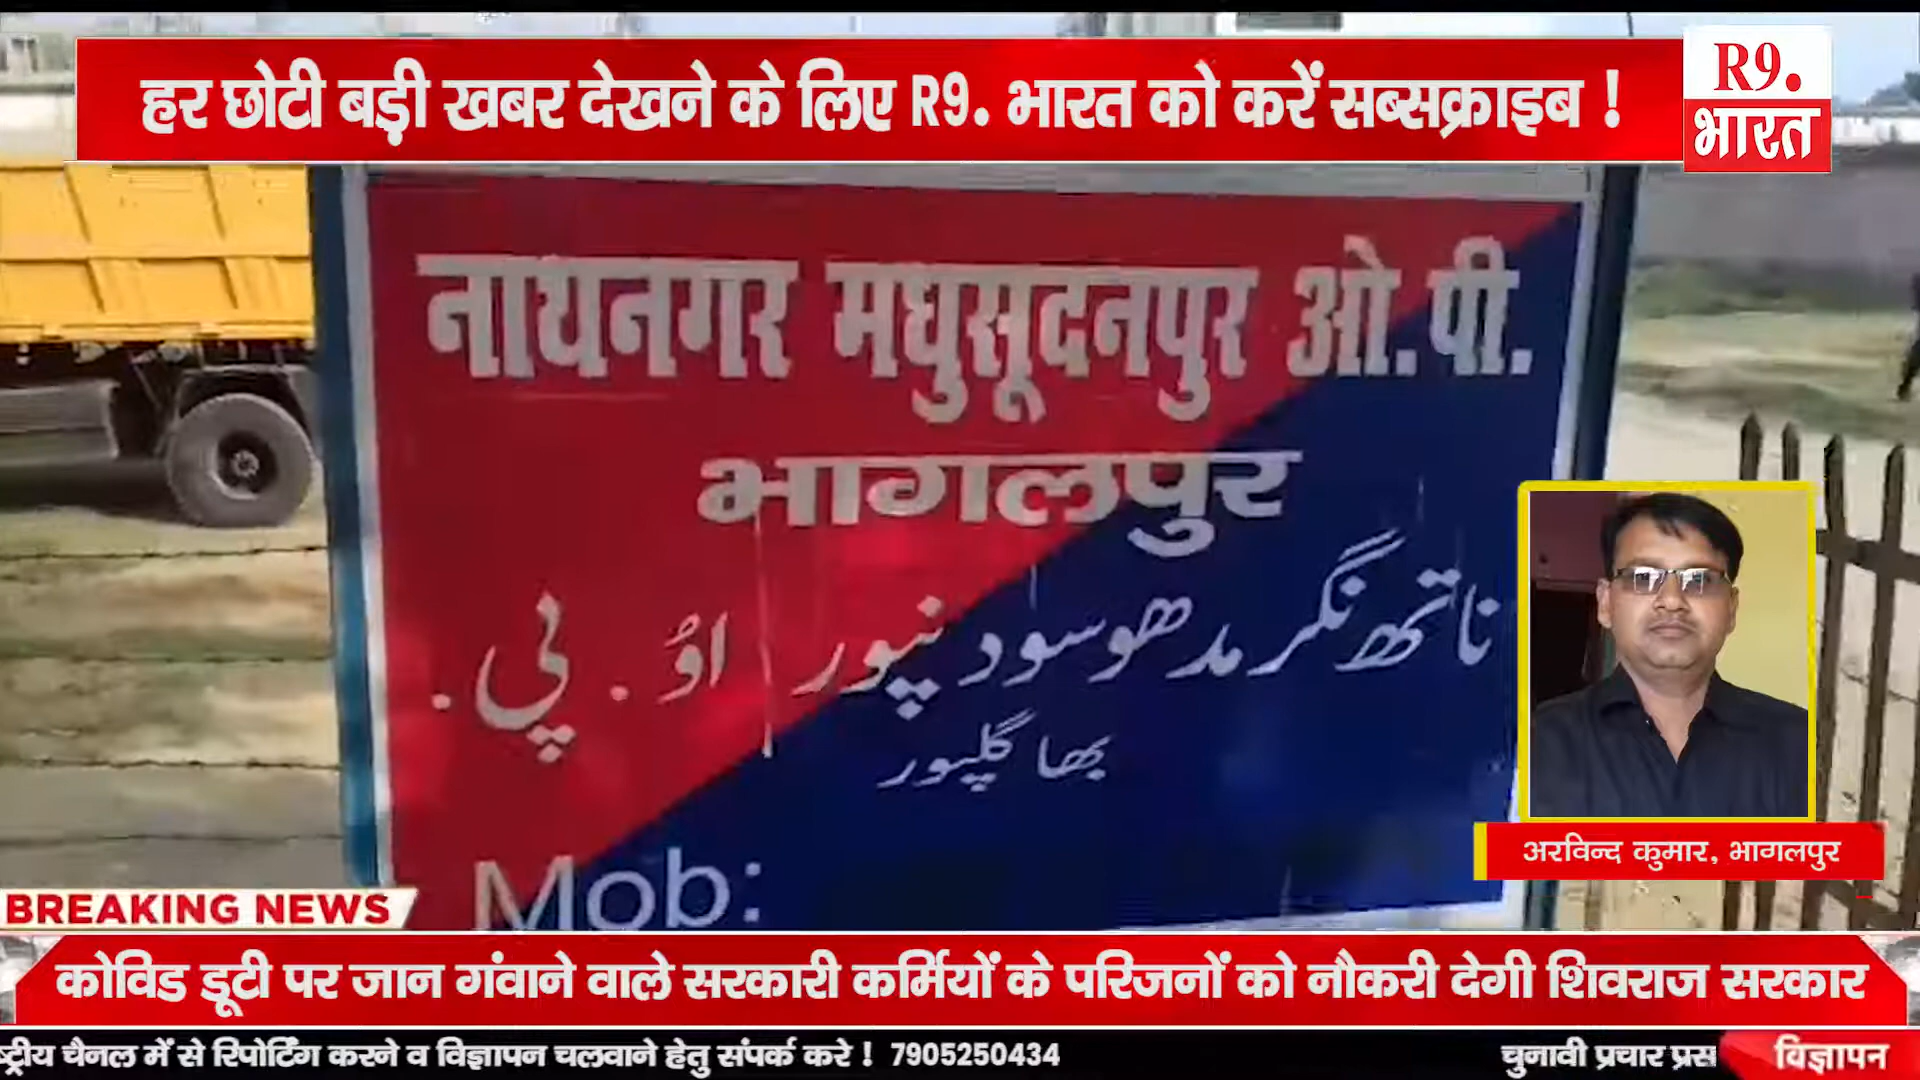 हर छोटी बड़ी खबर देखने के लिए R9. भारत को करें सब्सक्राइब !
R9.
भारत
नाथनगर मधुसूदनपुर ओ.पी.
भागलपुर
ناتھ نگر مدھوسودنپور اوُ . پی .
بھاگلپور
Mob:
अरविन्द कुमार, भागलपुर
BREAKING NEWS
कोविड डूटी पर जान गंवाने वाले सरकारी कर्मियों के परिजनों को नौकरी देगी शिवराज सरकार
ष्ट्रीय चैनल में से रिपोर्टिंग करने व विज्ञापन चलवाने हेतु संपर्क करे ! 7905250434
चुनावी प्रचार प्रस
विज्ञापन